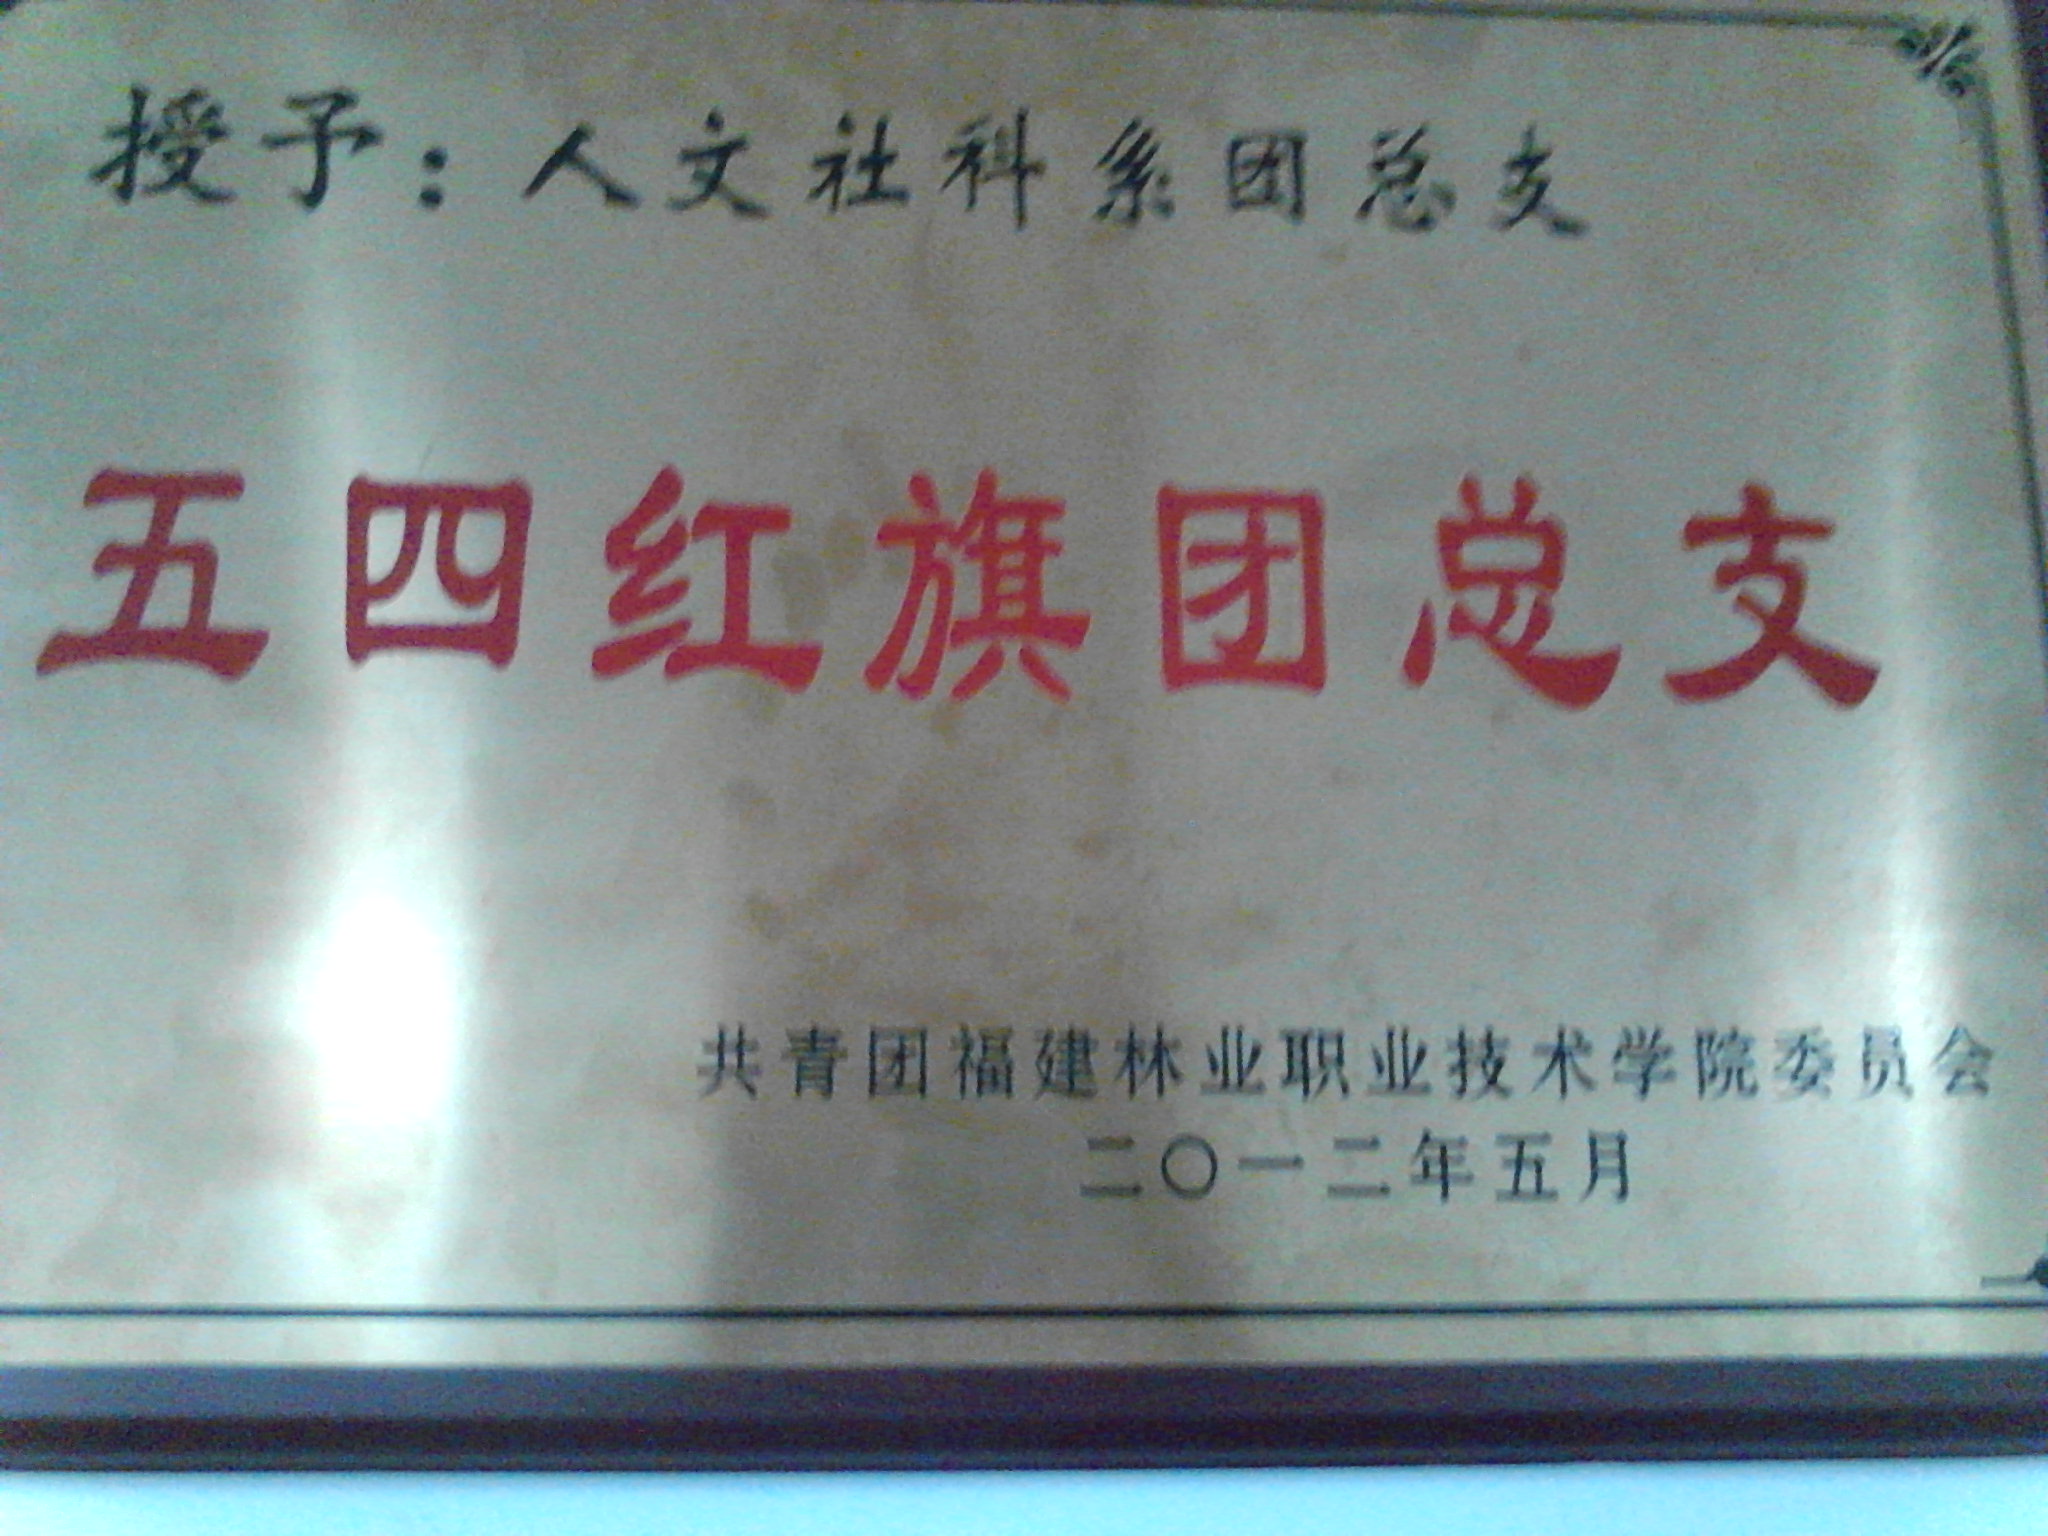 授予：人文社科系团总支
五四红旗团总支
共青团福建林业职业技术学院委员会
二〇一二年五月